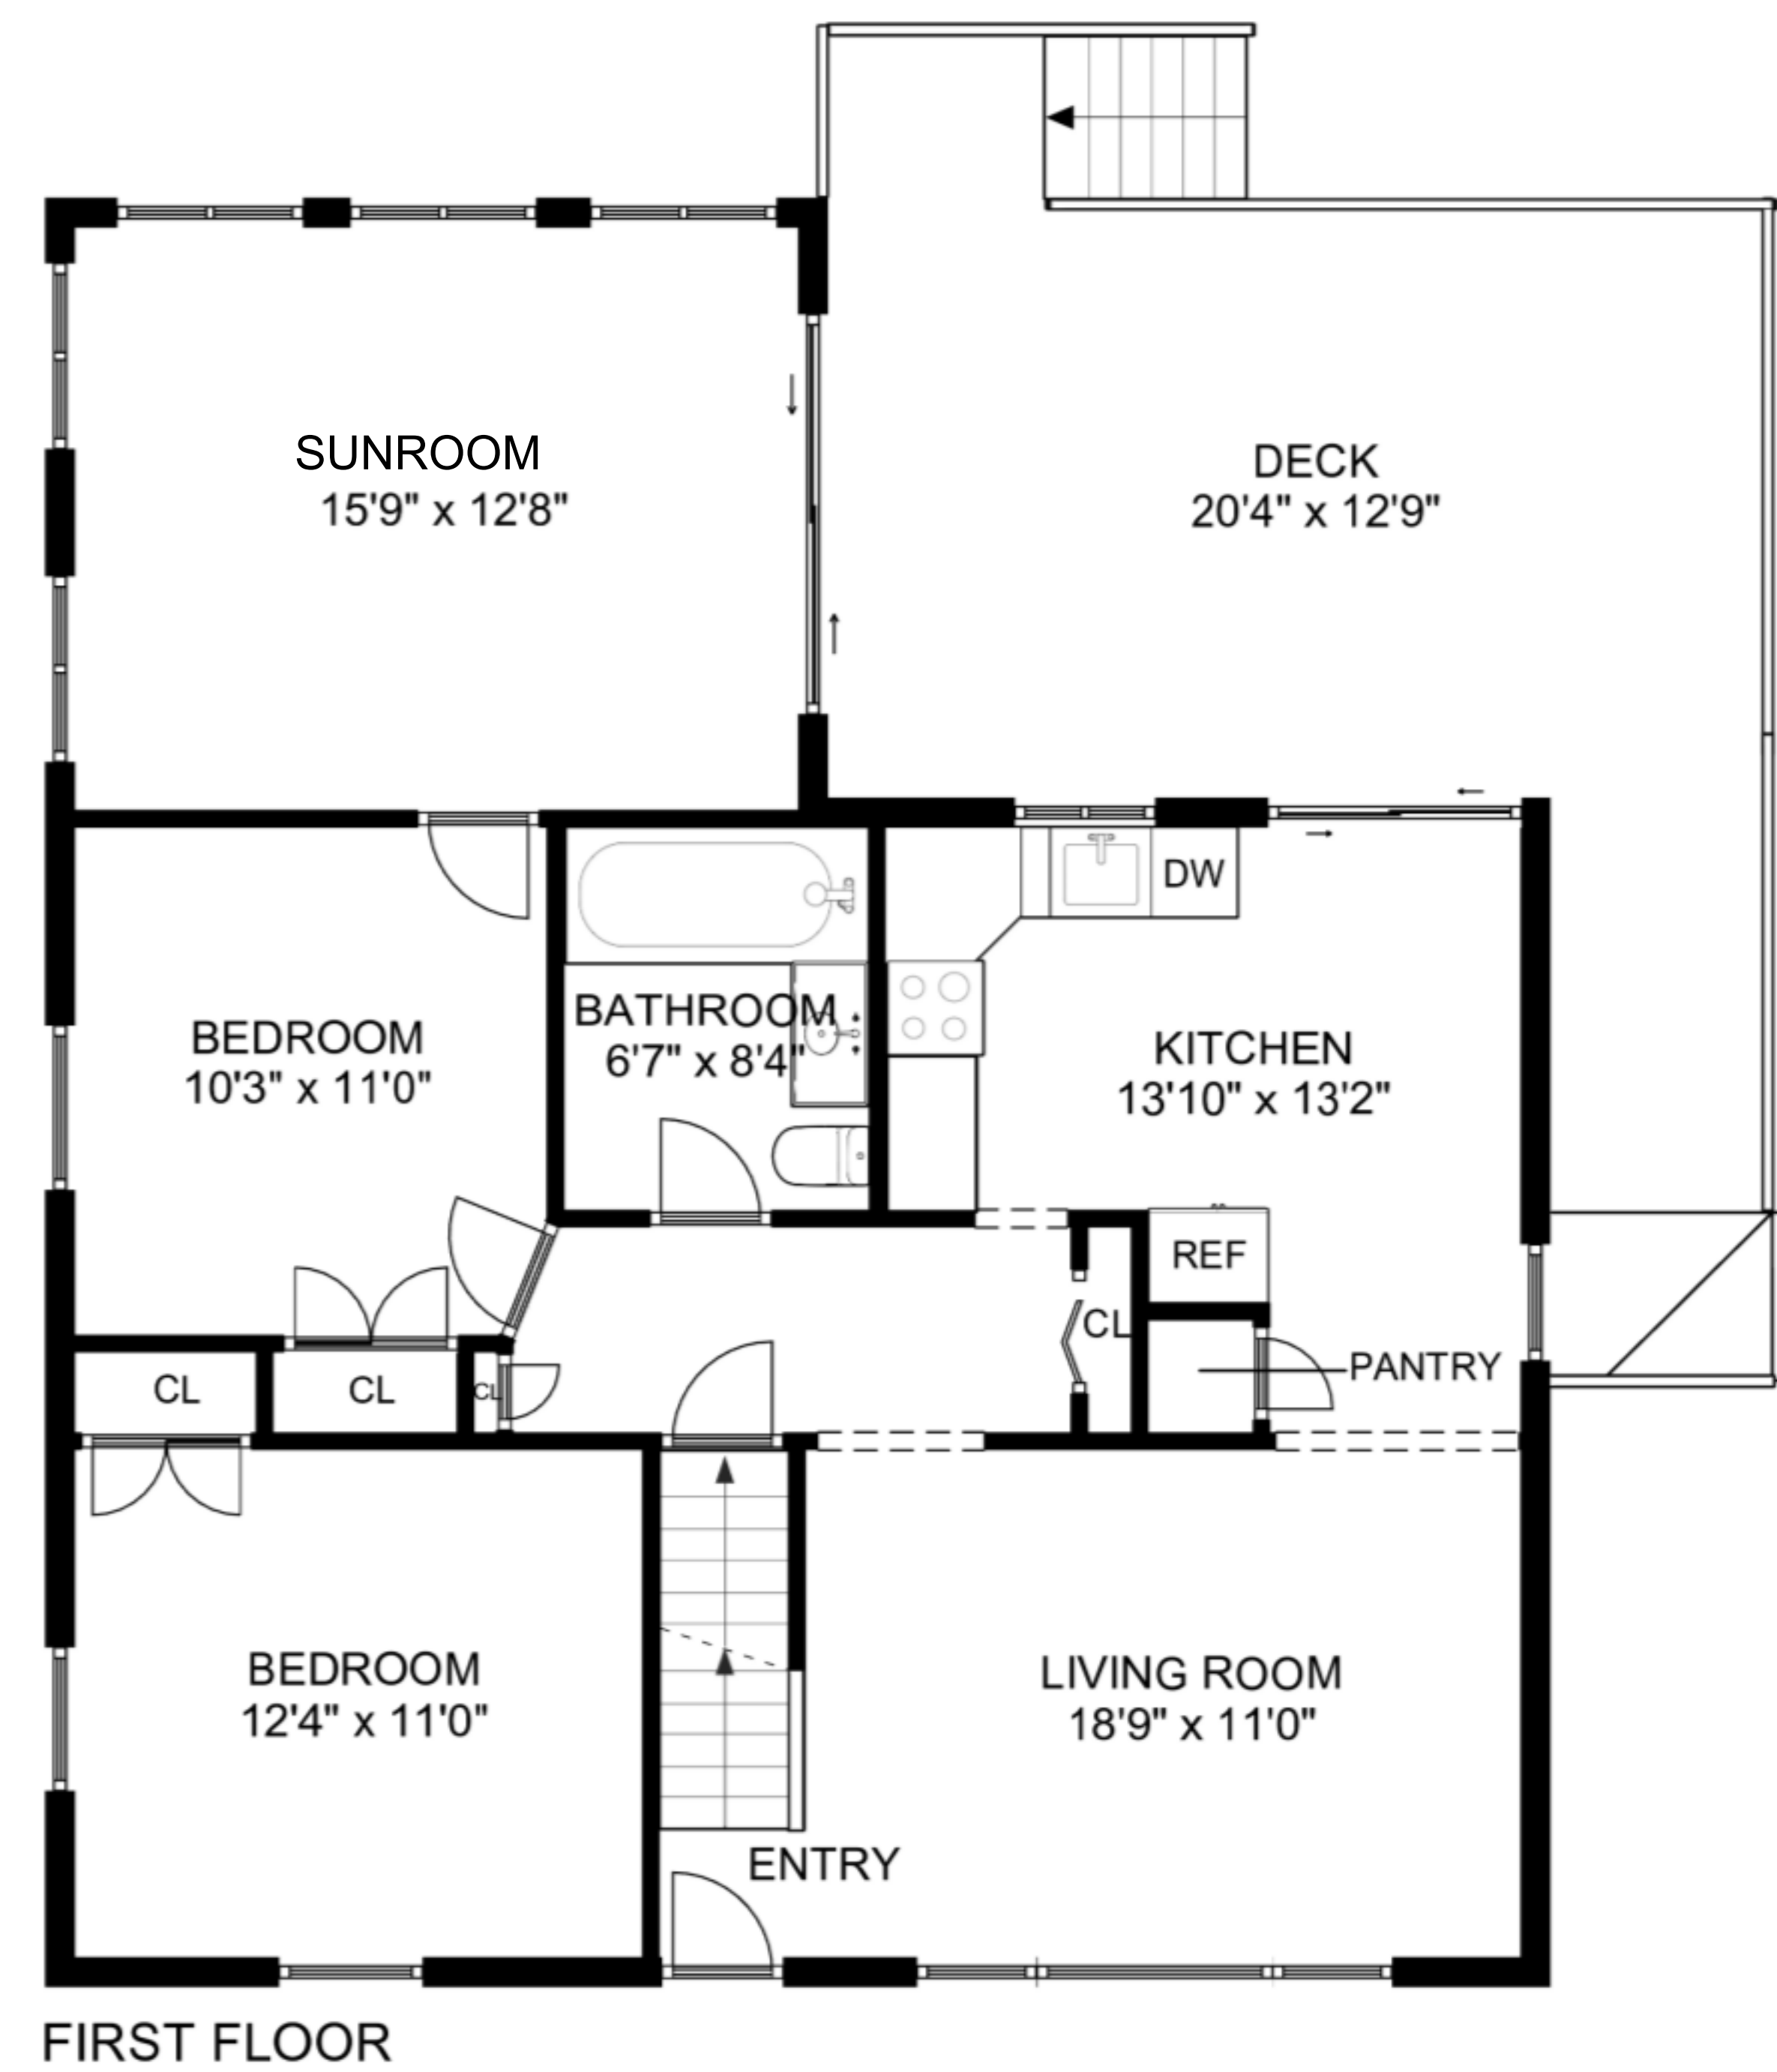 SUNROOM
15'9" x 12'8"
DECK
20'4" x 12'9"
DW
BEDROOM
10'3" x 11'0"
BATHROOM
6'7" x 8'4"
KITCHEN
13'10" x 13'2"
REF
CL
PANTRY
CL
CL
CL
BEDROOM
12'4" x 11'0"
LIVING ROOM
18'9" x 11'0"
ENTRY
FIRST FLOOR